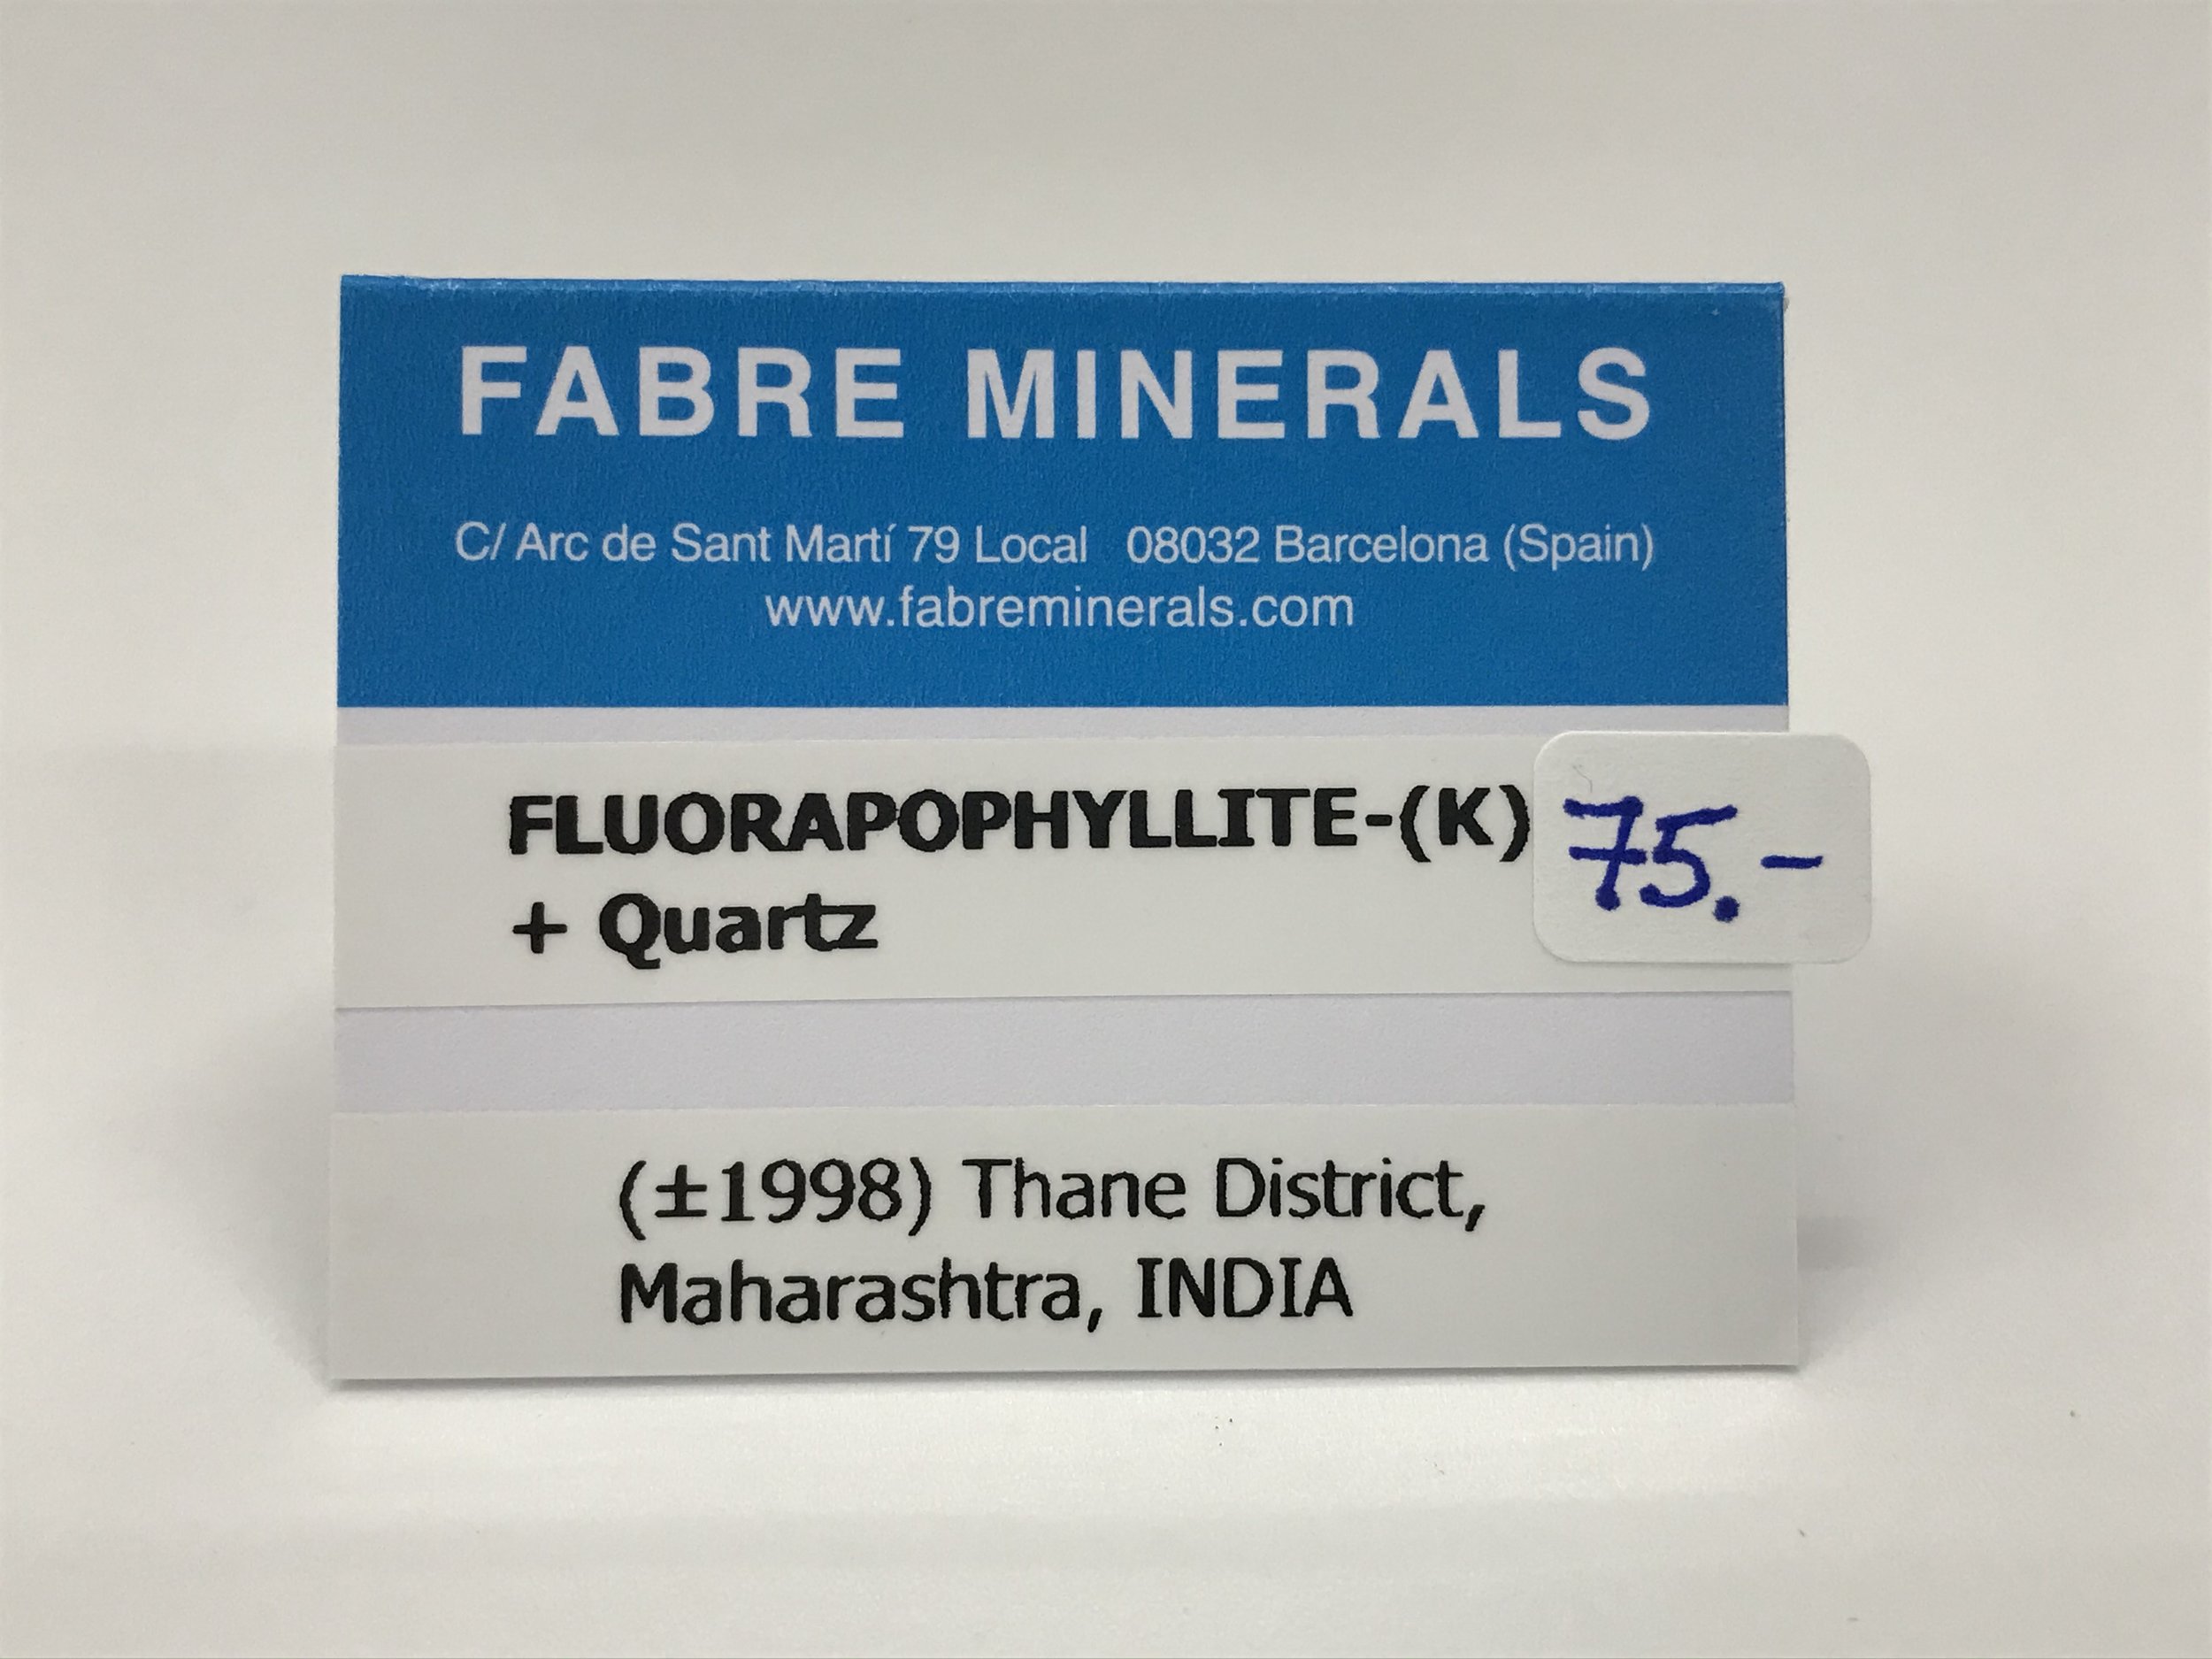 FABRE MINERALS
C/ Arc de Sant Martí 79 Local 08032 Barcelona (Spain)
www.fabreminerals.com
FLUORAPOPHYLLITE-(K)
+ Quartz
75.-
(±1998) Thane District,
Maharashtra, INDIA